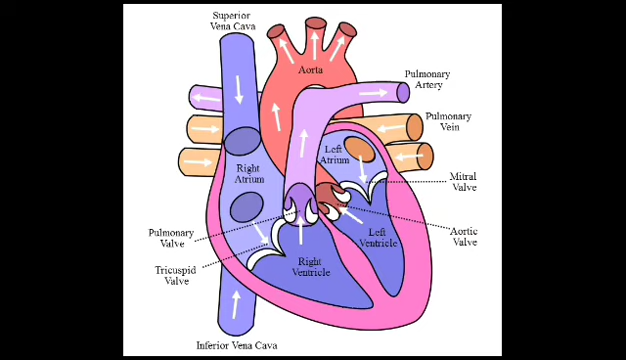 Superior
Vena Cava
Aorta
Pulmonary
Artery
Pulmonary
Vein
Left
Atrium
Right
Atrium
Mitral
Valve
Pulmonary
Valve
Left
Ventricle
Aortic
Valve
Tricuspid
Valve
Right
Ventricle
Inferior Vena Cava